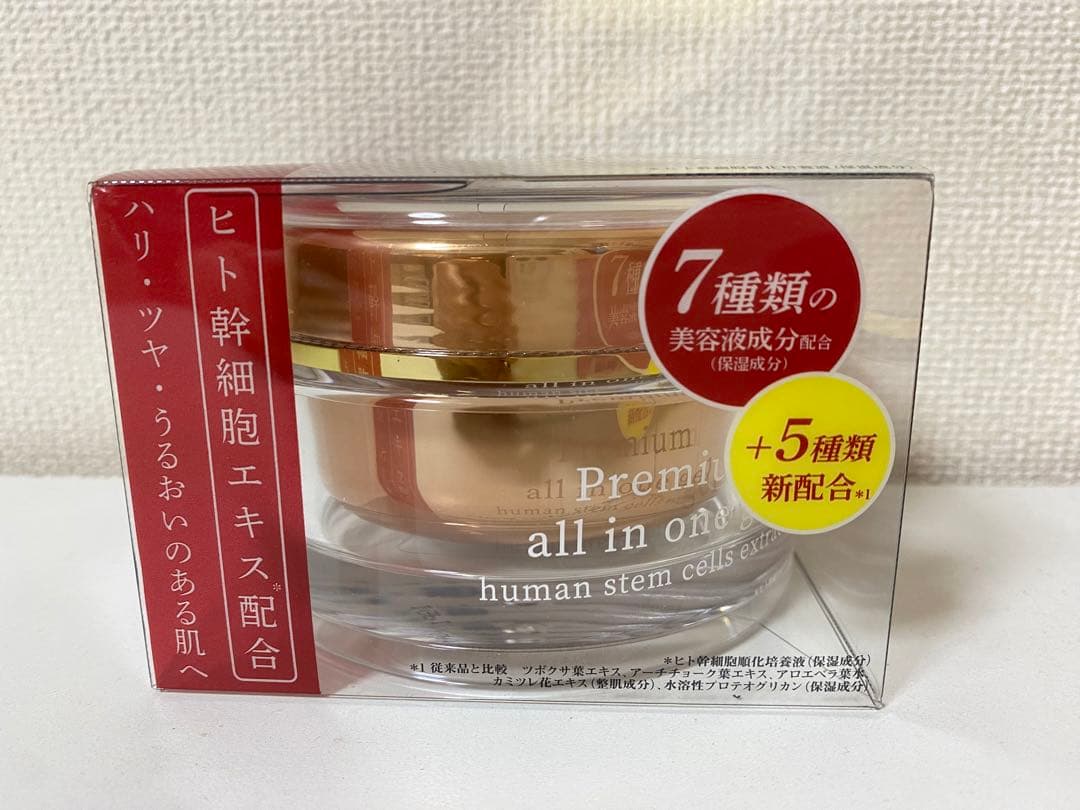 ヒト幹細胞エキス*配合
ハリ・ツヤ・うるおいのある肌へ
7種類の
美容液成分配合
(保湿成分)
+5種類
新配合*1
all in one
human stem cells
*ヒト幹細胞順化培養液(保湿成分)
*1 従来品と比較 ツボクサ葉エキス、アーチチョーク葉エキス、アロエベラ葉水、
カミツレ花エキス(整肌成分)、水溶性プロテオグリカン(保湿成分)